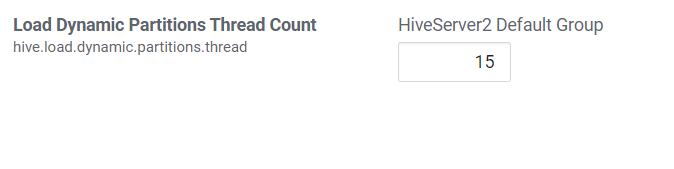 Load Dynamic Partitions Thread Count
hive.load.dynamic.partitions.thread
HiveServer2 Default Group
15